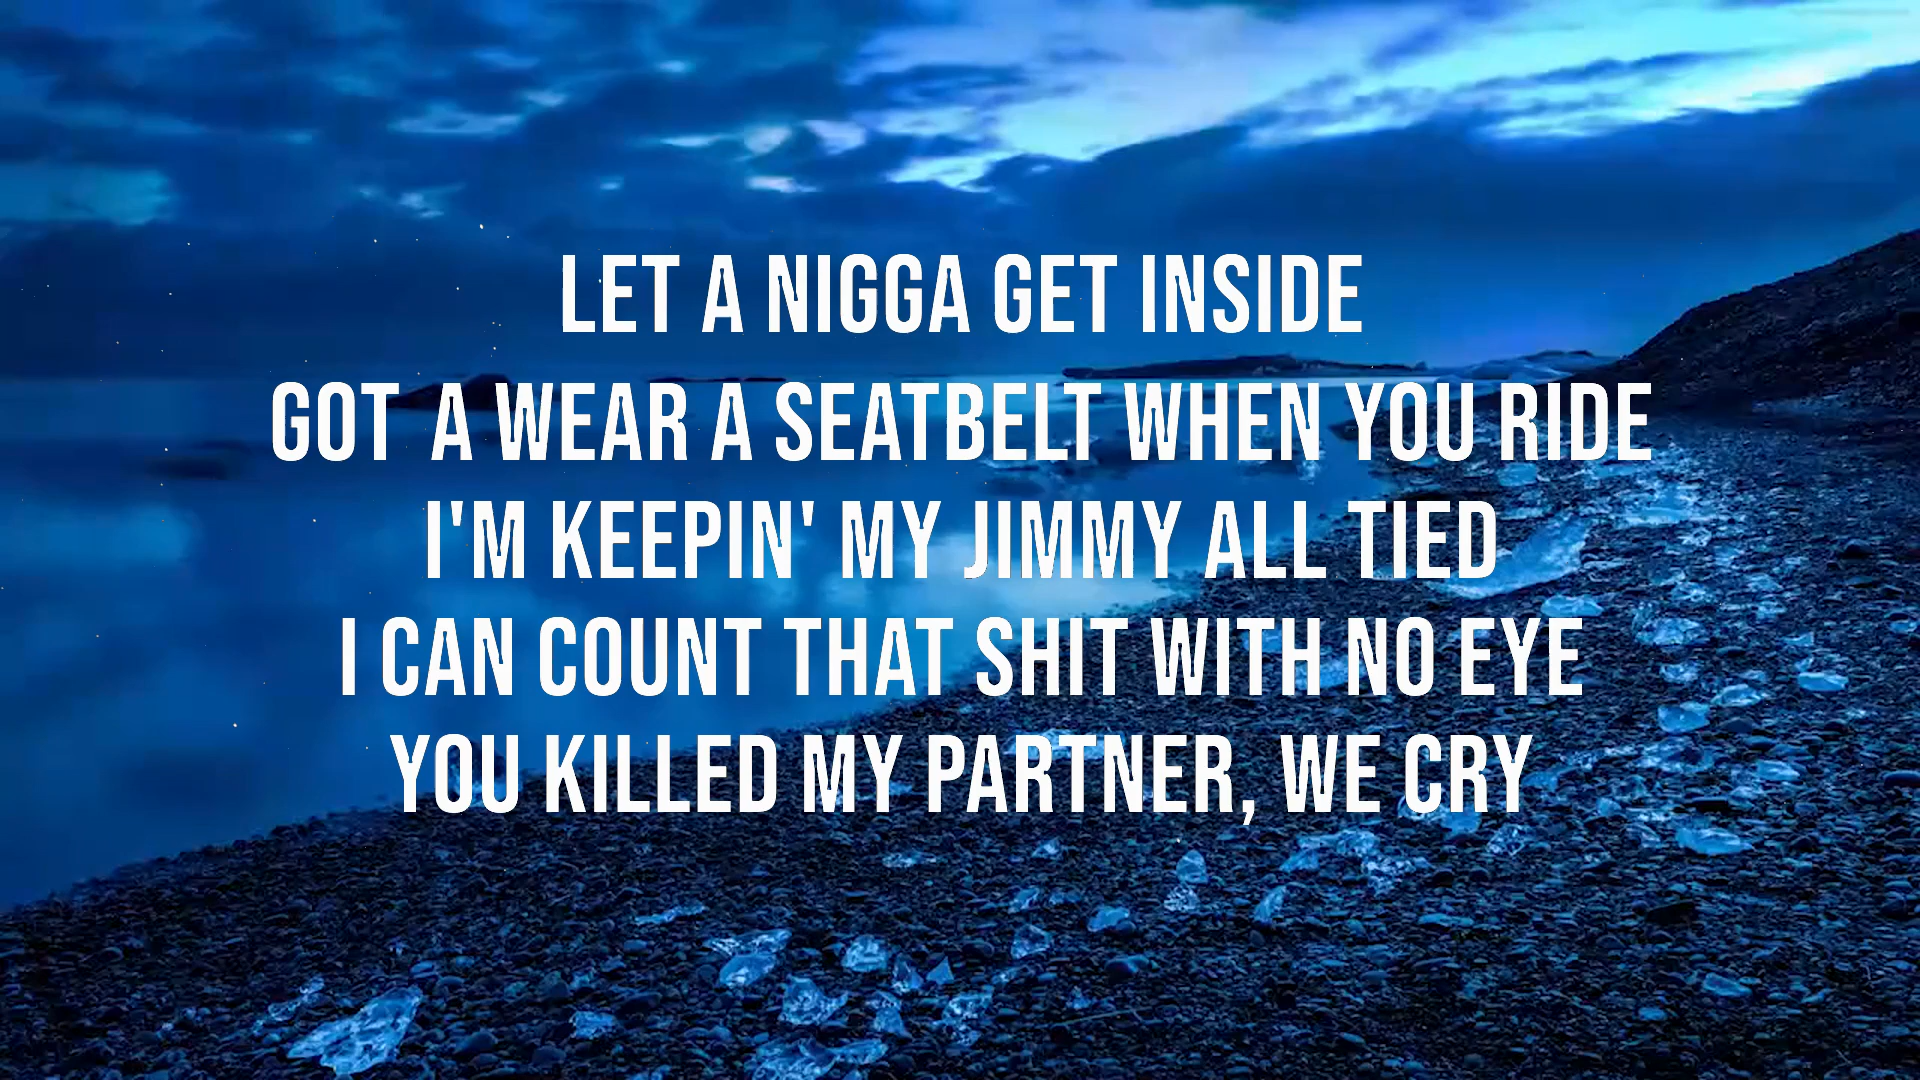 LET A NIGGA GET INSIDE
GOT A WEAR A SEATBELT WHEN YOU RIDE
I'M KEEPIN' MY JIMMY ALL TIED
I CAN COUNT THAT SHIT WITH NO EYE
YOU KILLED MY PARTNER, WE CRY